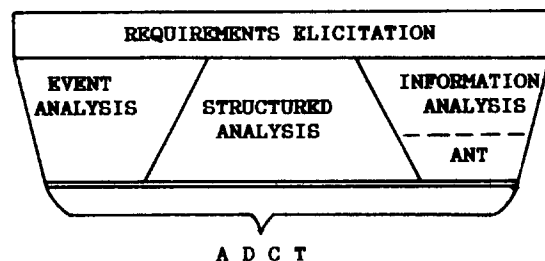 REQUIREMENTS ELICITATION
EVENT
ANALYSIS
STRUCTURED
ANALYSIS
INFORMATION
ANALYSIS
ANT
A D C T